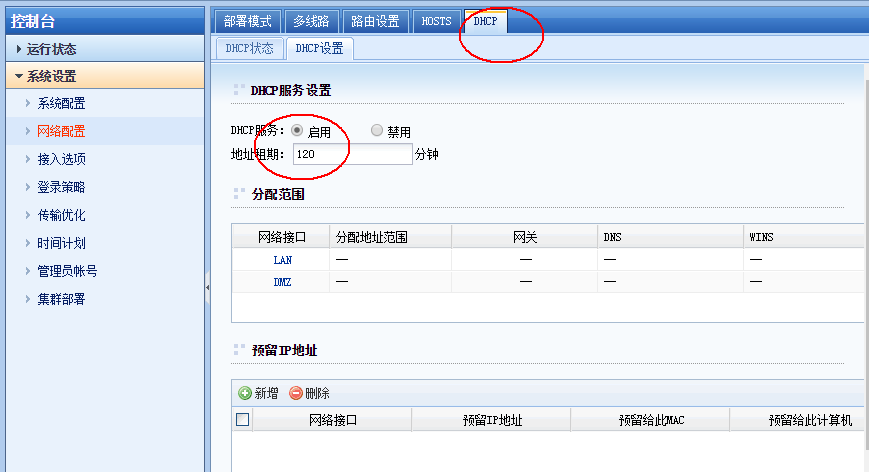 控制台
运行状态
系统设置
系统配置
网络配置
接入选项
登录策略
传输优化
时间计划
管理员帐号
集群部署
部署模式 多线路 路由设置 HOSTS DHCP
DHCP状态 DHCP设置
DHCP服务设置
DHCP服务: 启用 禁用
地址租期: 120 分钟
分配范围
网络接口 分配地址范围 网关 DNS WINS
LAN — — — —
DMZ — — — —
预留IP地址
新增 删除
网络接口 预留IP地址 预留给此MAC 预留给此计算机